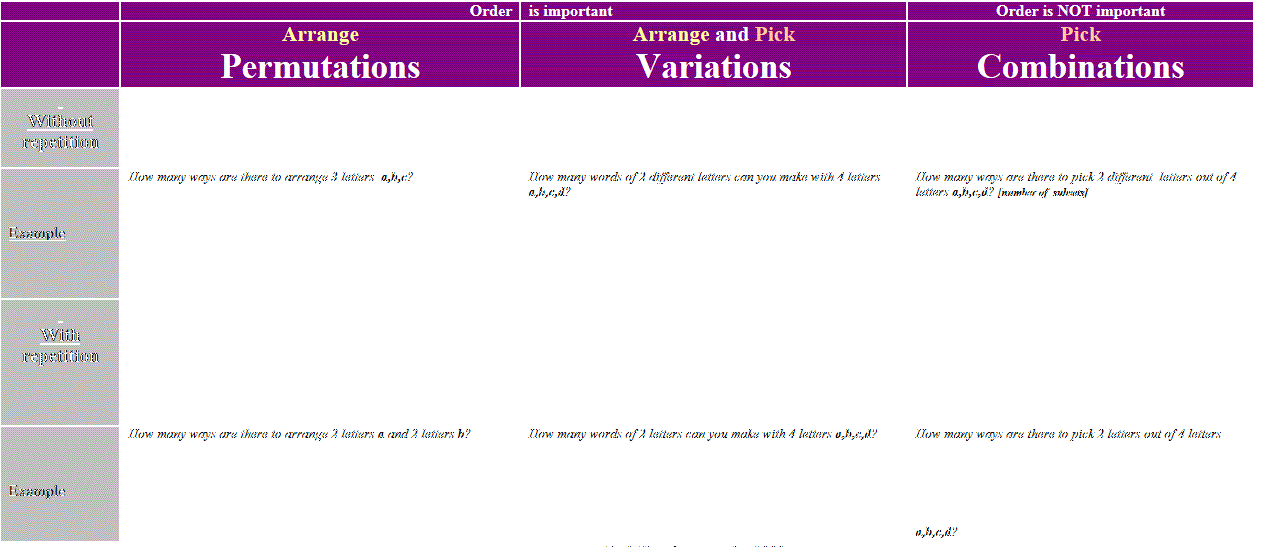 Order is important Order is NOT important
Arrange Arrange and Pick Pick
Permutations Variations Combinations
Without
repetition
How many ways are there to arrange 3 letters a,b,c? How many words of 2 different letters can you make with 4 letters How many ways are there to pick 2 different letters out of 4
a,b,c,d? letters a,b,c,d? [number of subsets]
Example
With
repetition
How many ways are there to arrange 2 letters a and 2 letters b? How many words of 2 letters can you make with 4 letters a,b,c,d? How many ways are there to pick 2 letters out of 4 letters
Example
a,b,c,d?